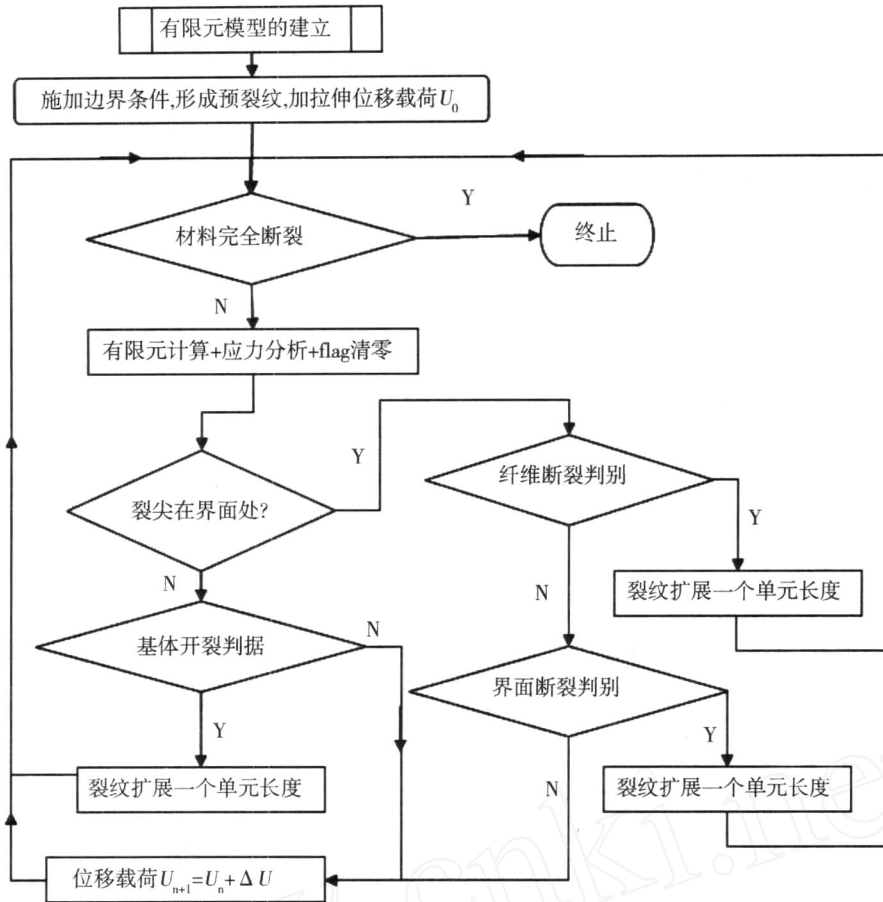 有限元模型的建立
施加边界条件,形成预裂纹,加拉伸位移载荷U₀
Y
材料完全断裂
终止
N
有限元计算+应力分析+flag清零
Y
纤维断裂判别
裂尖在界面处?
Y
N
N
裂纹扩展一个单元长度
N
基体开裂判据
界面断裂判别
Y
Y
裂纹扩展一个单元长度
N
裂纹扩展一个单元长度
位移载荷Uₙ₊₁=Uₙ+ΔU
cnki.ne